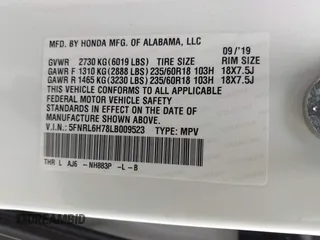 MFD. BY HONDA MFG. OF ALABAMA, LLC
09/'19
GVWR 2730 KG(6019 LBS) TIRE SIZE RIM SIZE
GAWR F 1310 KG(2888 LBS) 235/60R18 103H 18X7.5J
GAWR R 1465 KG(3230 LBS) 235/60R18 103H 18X7.5J
THIS VEHICLE CONFORMS TO ALL APPLICABLE
FEDERAL MOTOR VEHICLE SAFETY
STANDARDS IN EFFECT ON THE DATE OF
MANUFACTURE SHOWN ABOVE.
V.I.N.: 5FNRL6H78LB009523 TYPE: MPV
THR L AJ6 -NH883P -L-B
STREAMBID